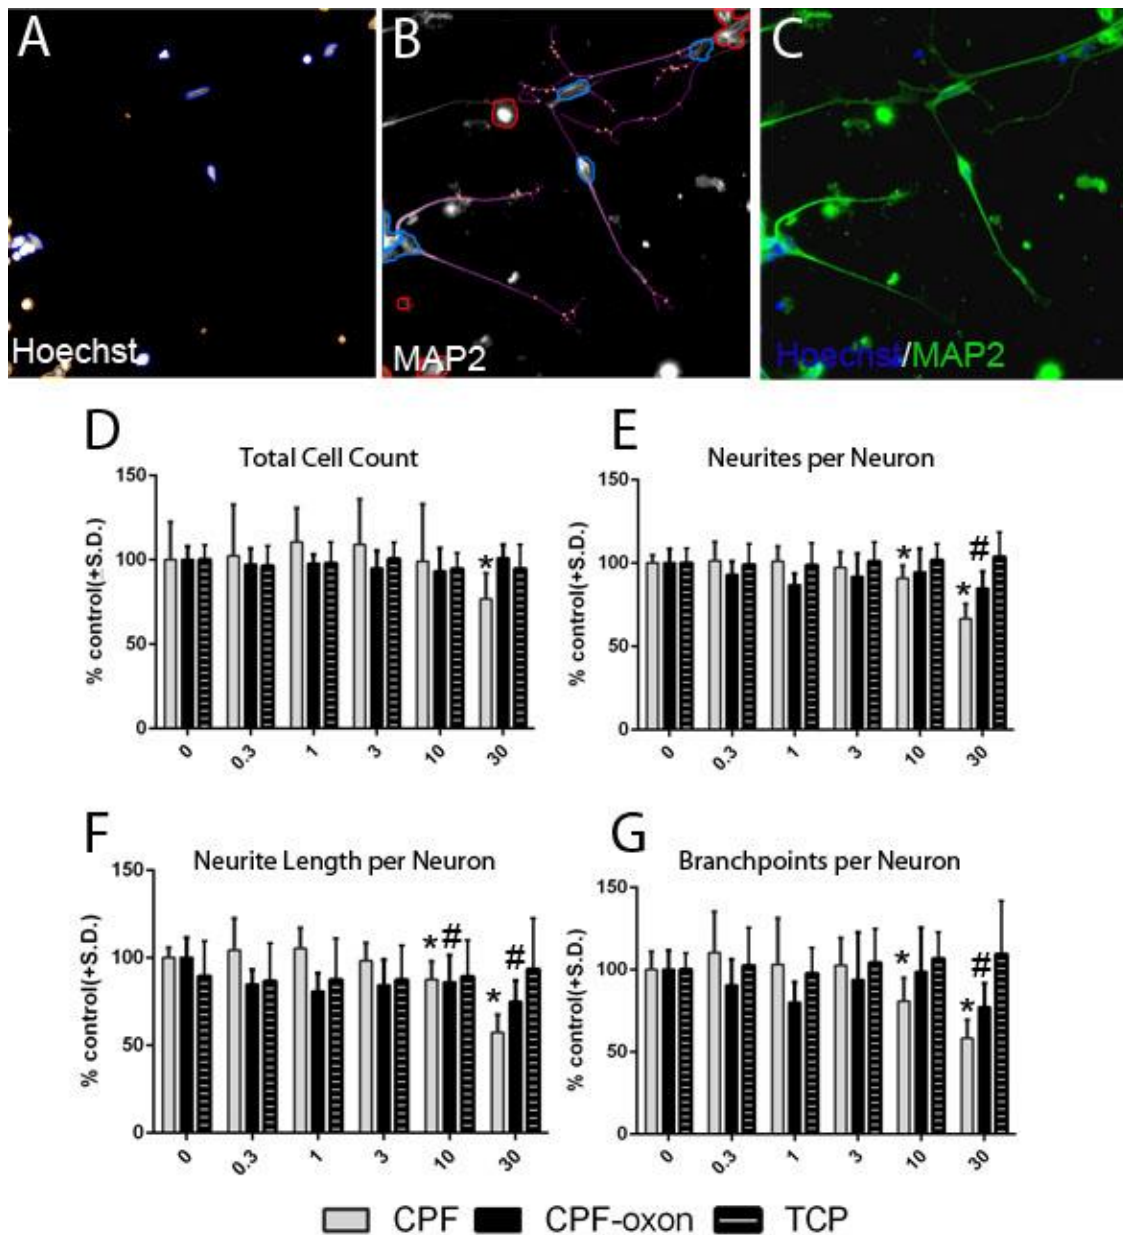 A
B
C
Hoechst
MAP2
Hoechst/MAP2
D
Total Cell Count
% control(+S.D.)
150
100
50
0
*
0 0.3 1 3 10 30
E
Neurites per Neuron
% control(+S.D.)
150
100
50
0
* * #
0 0.3 1 3 10 30
F
Neurite Length per Neuron
% control(+S.D.)
150
100
50
0
* # * #
0 0.3 1 3 10 30
G
Branchpoints per Neuron
% control(+S.D.)
150
100
50
0
* * #
0 0.3 1 3 10 30
CPF CPF-oxon TCP